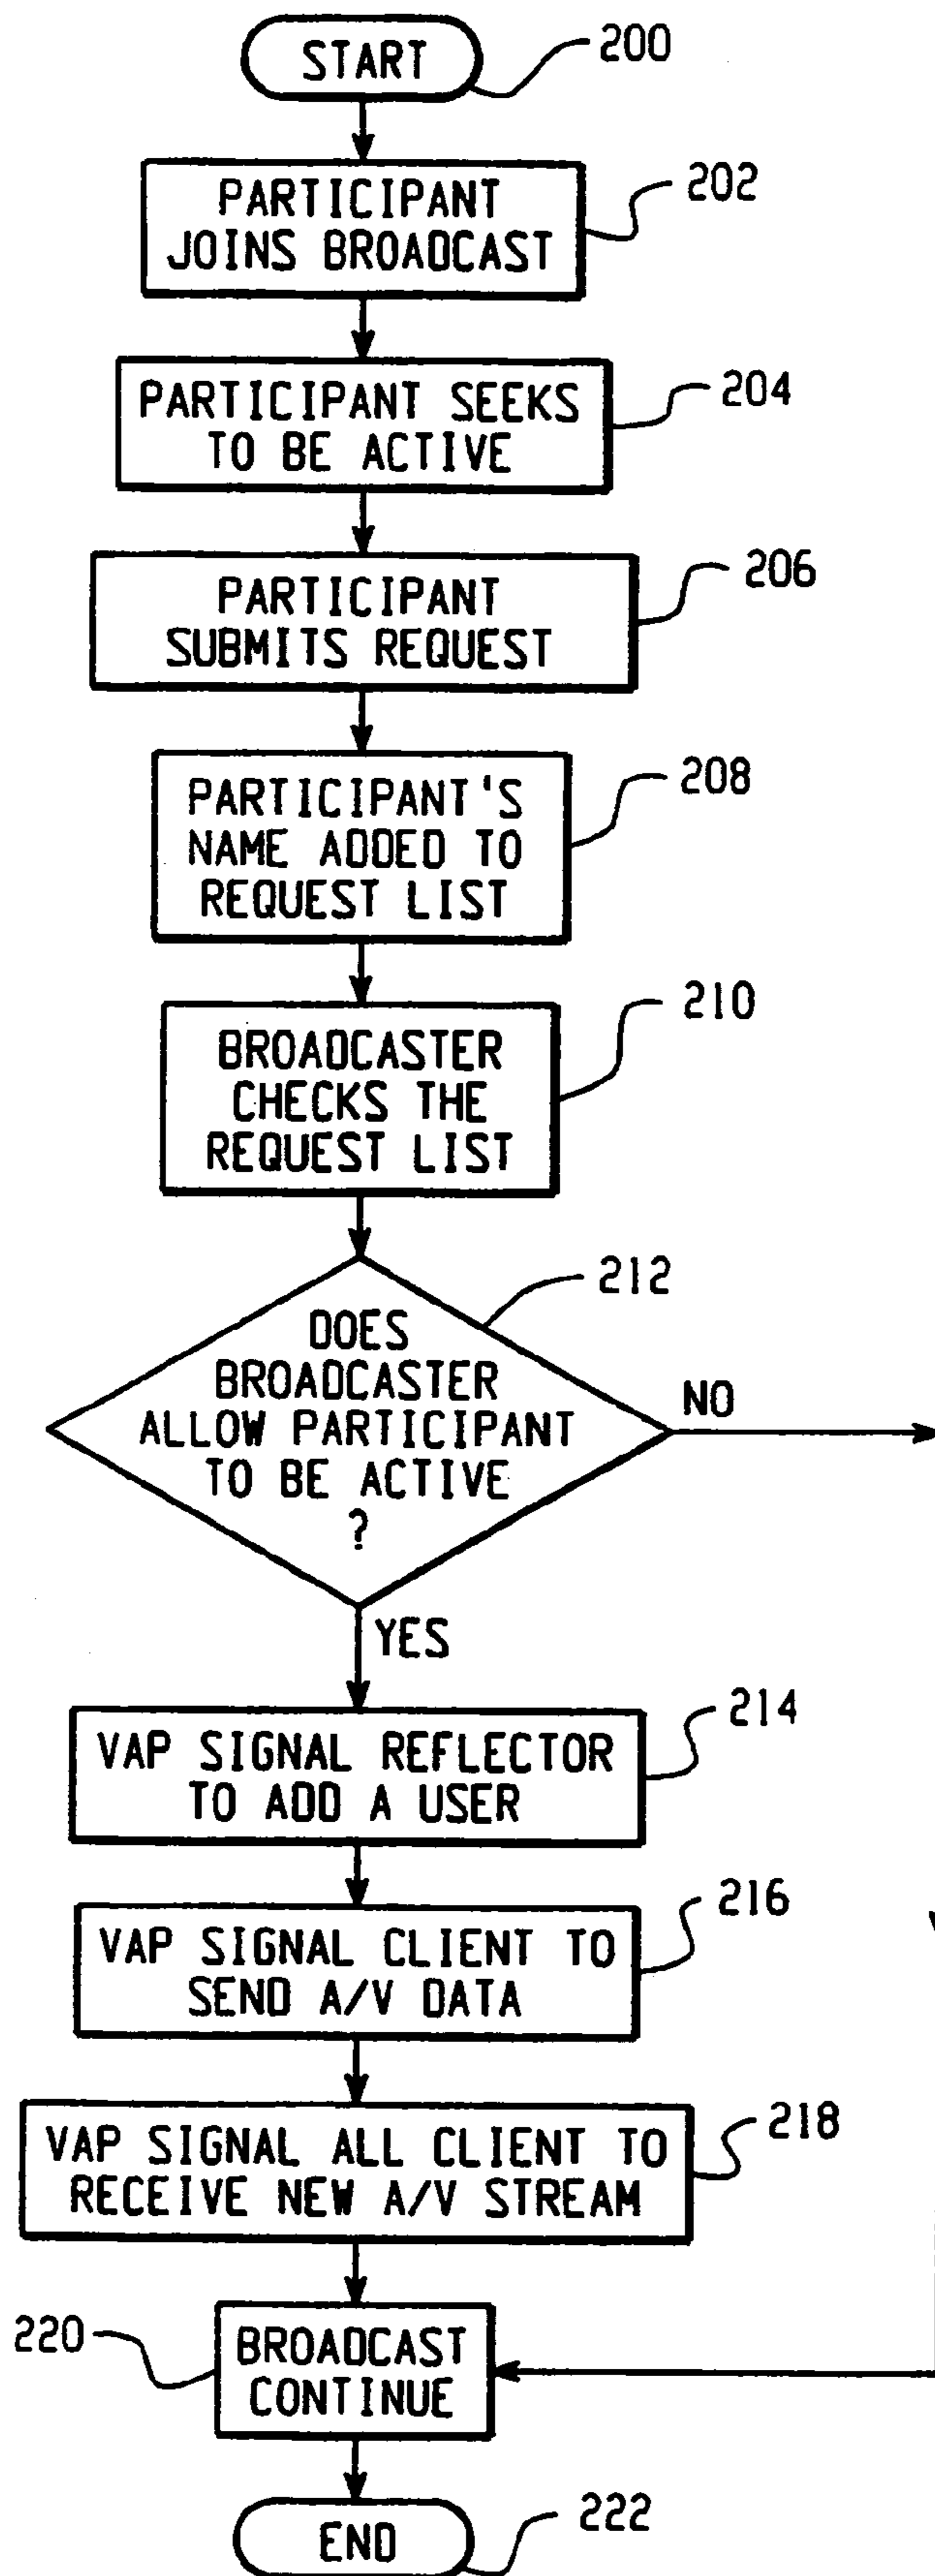 START
200
PARTICIPANT
JOINS BROADCAST
202
PARTICIPANT SEEKS
TO BE ACTIVE
204
PARTICIPANT
SUBMITS REQUEST
206
PARTICIPANT'S
NAME ADDED TO
REQUEST LIST
208
BROADCASTER
CHECKS THE
REQUEST LIST
210
DOES
BROADCASTER
ALLOW PARTICIPANT
TO BE ACTIVE
?
212
NO
YES
VAP SIGNAL REFLECTOR
TO ADD A USER
214
VAP SIGNAL CLIENT TO
SEND A/V DATA
216
VAP SIGNAL ALL CLIENT TO
RECEIVE NEW A/V STREAM
218
220
BROADCAST
CONTINUE
END
222